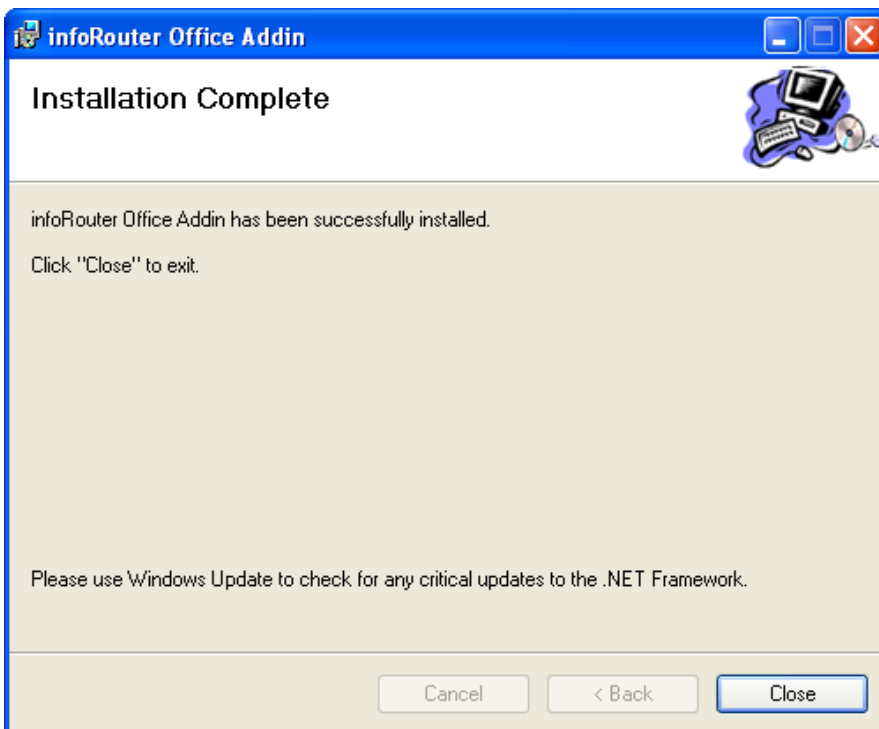 infoRouter Office Addin
Installation Complete
infoRouter Office Addin has been successfully installed.
Click "Close" to exit.
Please use Windows Update to check for any critical updates to the .NET Framework.
Cancel
< Back
Close